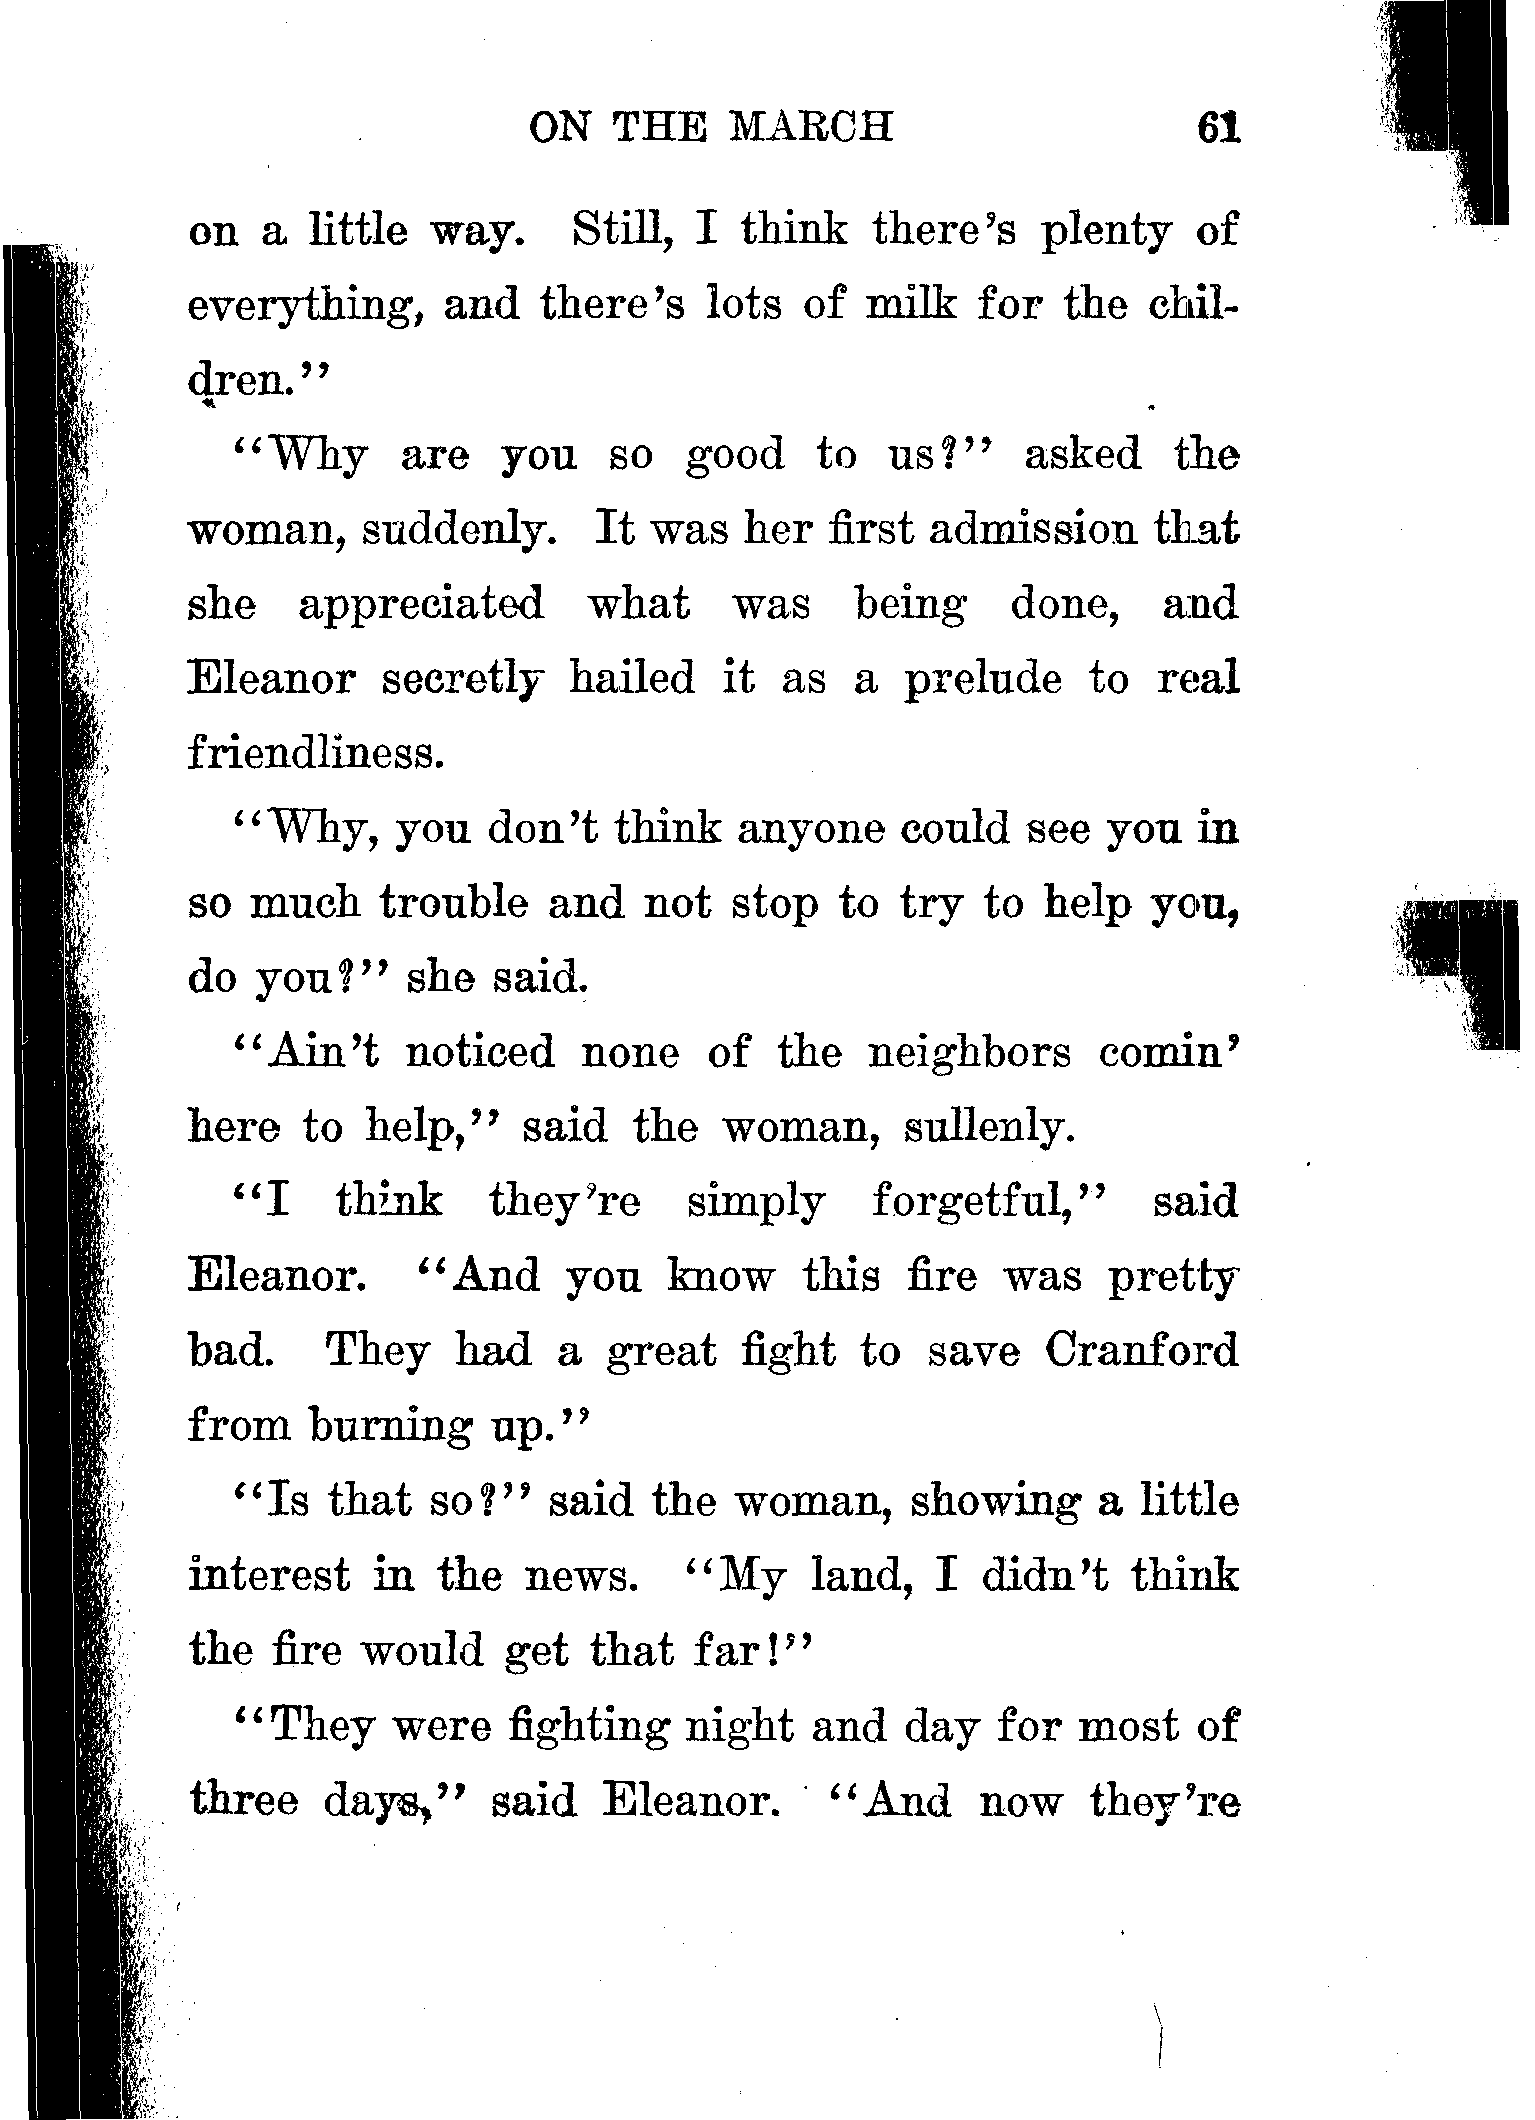 ON THE MARCH 61
on a little way. Still, I think there's plenty of
everything, and there's lots of milk for the chil-
dren."
"Why are you so good to us?" asked the
woman, suddenly. It was her first admission that
she appreciated what was being done, and
Eleanor secretly hailed it as a prelude to real
friendliness.
"Why, you don't think anyone could see you in
so much trouble and not stop to try to help you,
do you?" she said.
"Ain't noticed none of the neighbors comin'
here to help," said the woman, sullenly.
"I think they're simply forgetful," said
Eleanor. "And you know this fire was pretty
bad. They had a great fight to save Cranford
from burning up."
"Is that so?" said the woman, showing a little
interest in the news. "My land, I didn't think
the fire would get that far!"
"They were fighting night and day for most of
three days," said Eleanor. "And now they're